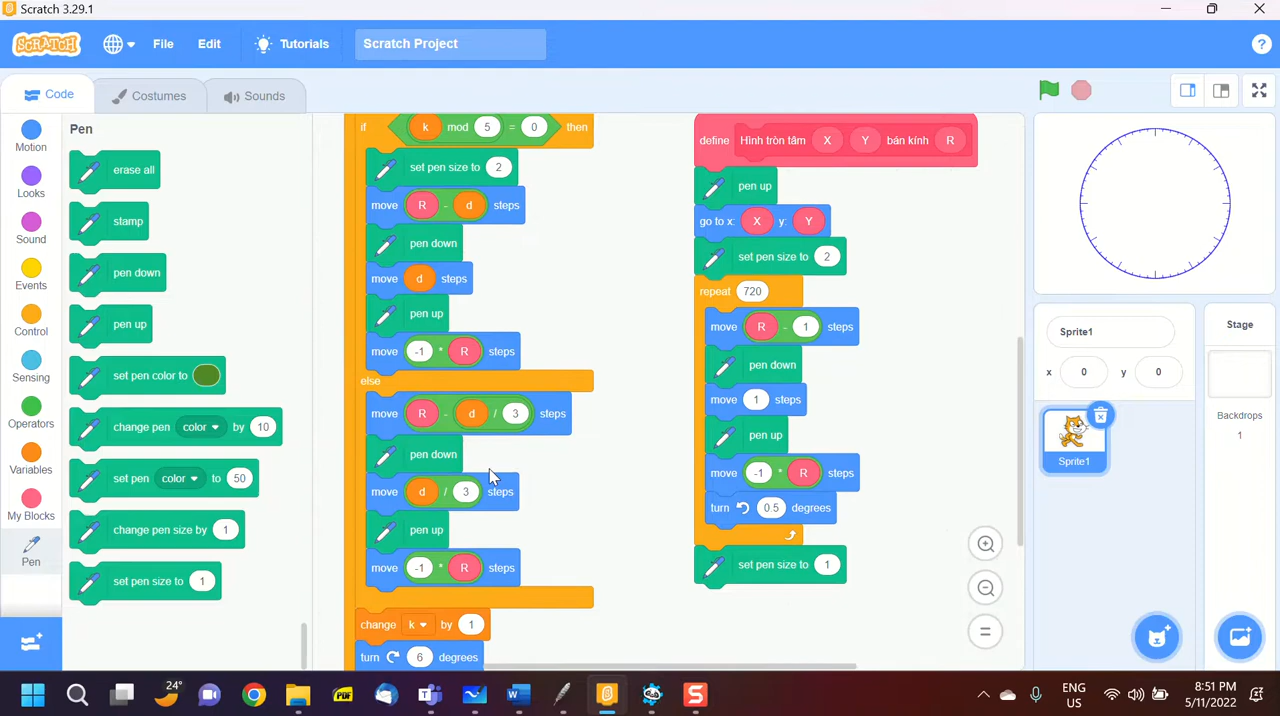 Scratch 3.29.1
SCRATCH
File
Edit
Tutorials
Scratch Project
?
Code
Costumes
Sounds
Motion
Looks
Sound
Events
Control
Sensing
Operators
Variables
My Blocks
Pen
Pen
erase all
stamp
pen down
pen up
set pen color to
change pen color by 10
set pen color to 50
change pen size by 1
set pen size to 1
if k mod 5 = 0 then
set pen size to 2
move R - d steps
pen down
move d steps
pen up
move -1 * R steps
else
move R - d / 3 steps
pen down
move d / 3 steps
pen up
move -1 * R steps
change k by 1
turn 6 degrees
define Hình tròn tâm X Y bán kính R
pen up
go to x: X y: Y
set pen size to 2
repeat 720
move R - 1 steps
pen down
move 1 steps
pen up
move -1 * R steps
turn 0.5 degrees
set pen size to 1
Sprite1
x 0 y 0
Sprite1
Stage
Backdrops
1
24°
PDF
ENG
US
8:51 PM
5/11/2022